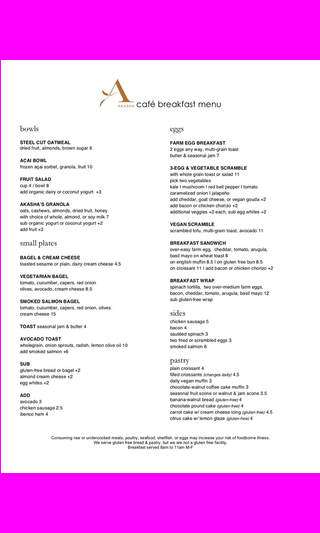 A
AKASHA
café breakfast menu
bowls
STEEL CUT OATMEAL
dried fruit, almonds, brown sugar 6
ACAI BOWL
frozen açai sorbet, granola, fruit 10
FRUIT SALAD
cup 4 / bowl 8
add organic dairy or coconut yogurt +3
AKASHA'S GRANOLA
oats, cashews, almonds, dried fruit, honey
with choice of whole, almond, or soy milk 7
sub organic yogurt or coconut yogurt +2
add fruit +3
small plates
BAGEL & CREAM CHEESE
toasted sesame or plain, dairy cream cheese 4.5
VEGETARIAN BAGEL
tomato, cucumber, capers, red onion
olives, avocado, cream cheese 8.5
SMOKED SALMON BAGEL
tomato, cucumber, capers, red onion, olives
cream cheese 15
TOAST seasonal jam & butter 4
AVOCADO TOAST
wholegrain, onion sprouts, radish, lemon olive oil 10
add smoked salmon +6
SUB
gluten-free bread or bagel +2
almond cream cheese +2
egg whites +2
ADD
avocado 3
chicken sausage 2.5
iberico ham 4
eggs
FARM EGG BREAKFAST
2 eggs any way, multi-grain toast
butter & seasonal jam 7
3-EGG & VEGETABLE SCRAMBLE
with whole grain toast or salad 11
pick two vegetables
kale l mushroom l red bell pepper l tomato
caramelized onion l jalapeño
add cheddar, goat cheese, or vegan gouda +2
add bacon or chicken chorizo +2
additional veggies +2 each, sub egg whites +2
VEGAN SCRAMBLE
scrambled tofu, multi-grain toast, avocado 11
BREAKFAST SANDWICH
over-easy farm egg, cheddar, tomato, arugula,
basil mayo on wheat toast 8
on english muffin 8.5 l on gluten free bun 8.5
on croissant 11 l add bacon or chicken chorizo +2
BREAKFAST WRAP
spinach tortilla, two over-medium farm eggs,
bacon, cheddar, tomato, arugula, basil mayo 12
sub gluten-free wrap
sides
chicken sausage 5
bacon 4
sautéed spinach 3
two fried or scrambled eggs 3
smoked salmon 6
pastry
plain croissant 4
filled croissants (changes daily) 4.5
daily vegan muffin 3
chocolate-walnut coffee cake muffin 3
seasonal fruit scone or walnut & jam scone 3.5
banana-walnut bread (gluten-free) 4
chocolate pound cake (gluten-free) 4
carrot cake w/ cream cheese icing (gluten-free) 4.5
citrus cake w/ lemon glaze (gluten-free) 4
Consuming raw or undercooked meats, poultry, seafood, shellfish, or eggs may increase your risk of foodborne illness.
We serve gluten free bread & pastry, but we are not a gluten free facility.
Breakfast served 8am to 11am M-F